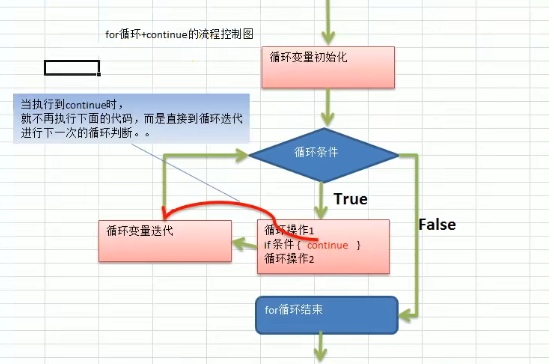 for循环+continue的流程控制图
循环变量初始化
当执行到continue时，
就不再执行下面的代码，而是直接到循环迭代
进行下一次的循环判断。。
循环条件
True
False
循环变量迭代
循环操作1
if条件{ continue }
循环操作2
for循环结束